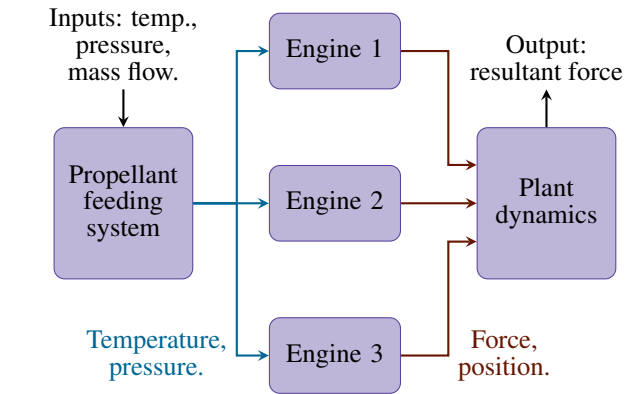 Inputs: temp.,
pressure,
mass flow.
Propellant
feeding
system
Engine 1
Engine 2
Engine 3
Temperature,
pressure.
Force,
position.
Plant
dynamics
Output:
resultant force